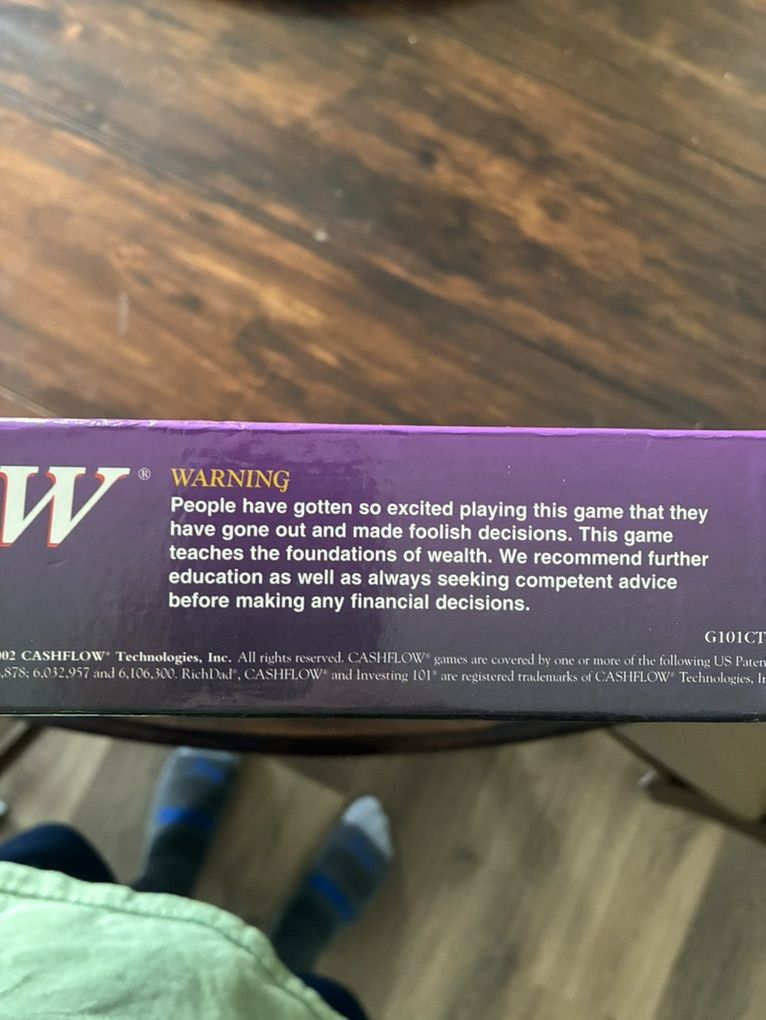 W®
WARNING
People have gotten so excited playing this game that they
have gone out and made foolish decisions. This game
teaches the foundations of wealth. We recommend further
education as well as always seeking competent advice
before making any financial decisions.
G101CT
02 CASHFLOW® Technologies, Inc. All rights reserved. CASHFLOW® games are covered by one or more of the following US Paten
,878; 6,032,957 and 6,106,300. RichDad®, CASHFLOW® and Investing 101® are registered trademarks of CASHFLOW® Technologies, In